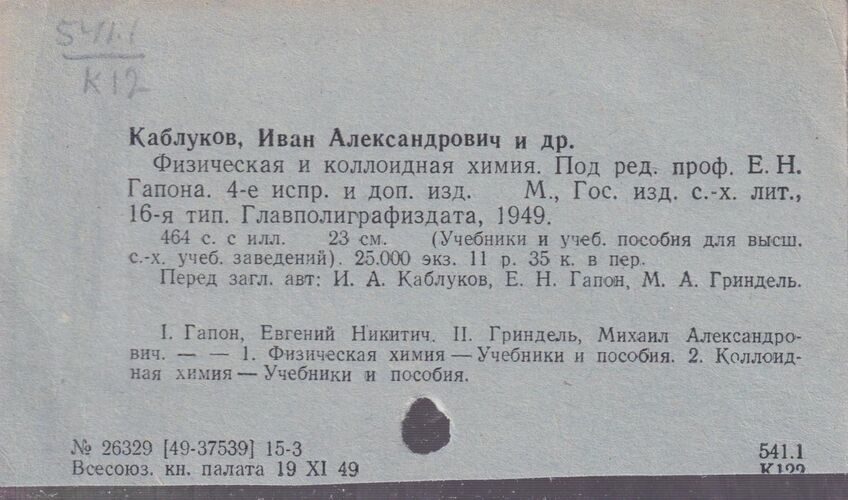 541.1
К12
Каблуков, Иван Александрович и др.
Физическая и коллоидная химия. Под ред. проф. Е. Н.
Гапона. 4-е испр. и доп. изд. М., Гос. изд. с.-х. лит.,
16-я тип. Главполиграфиздата, 1949.
464 с. с илл. 23 см. (Учебники и учеб. пособия для высш.
с.-х. учеб. заведений). 25.000 экз. 11 р. 35 к. в пер.
Перед загл. авт: И. А. Каблуков, Е. Н. Гапон, М. А. Гриндель.
I. Гапон, Евгений Никитич. II. Гриндель, Михаил Александро-
вич. — — 1. Физическая химия — Учебники и пособия. 2. Коллоид-
ная химия — Учебники и пособия.
№ 26329 [49-37539] 15-3
Всесоюз. кн. палата 19 XI 49
541.1